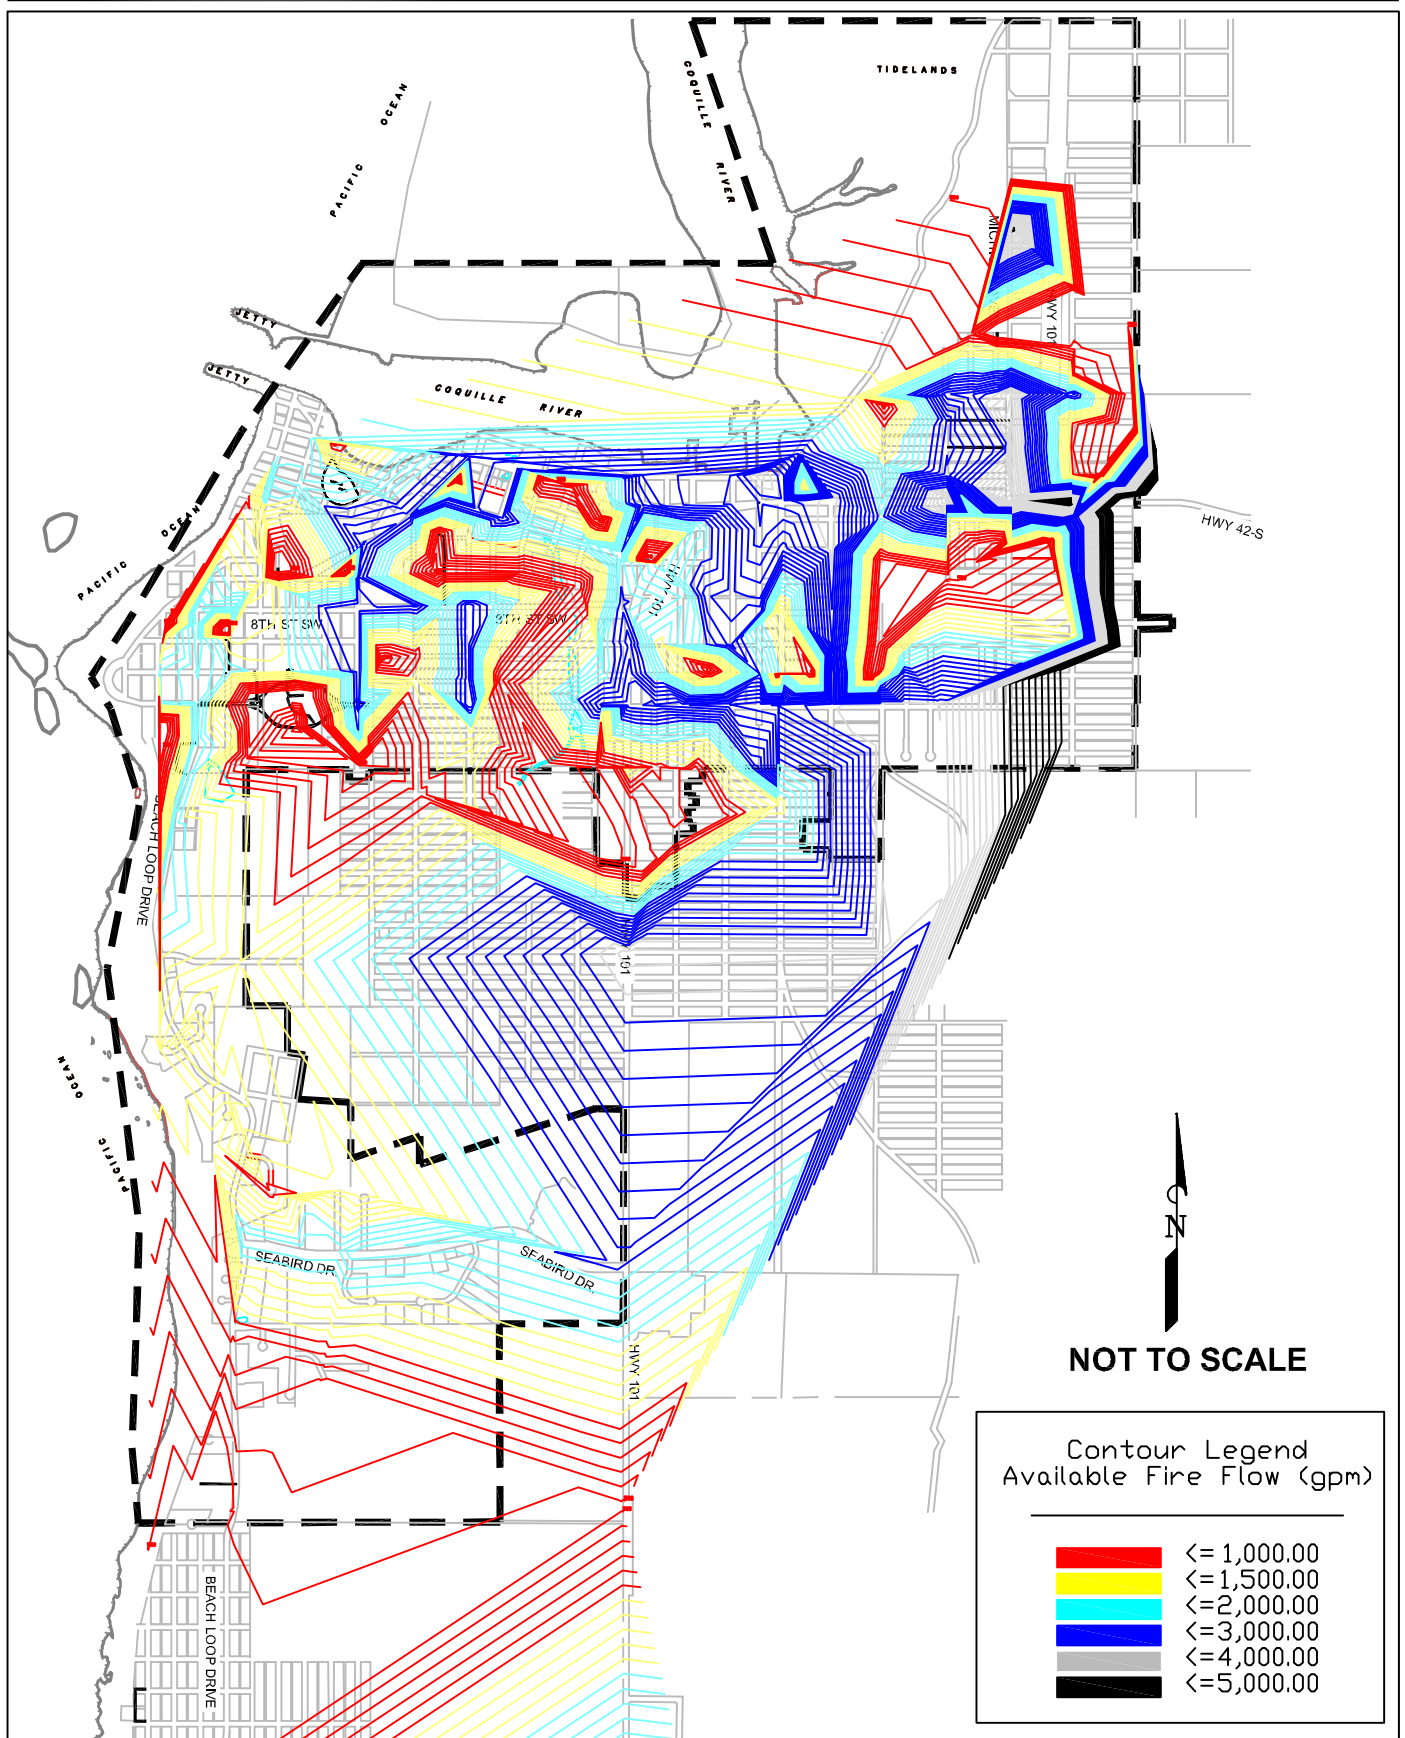 TIDELANDS
COQUILLE
RIVER
PACIFIC
OCEAN
JETTY
JETTY
HWY 101
COQUILLE
RIVER
OCEAN
PACIFIC
HWY 42-S
HWY 101
8TH ST SW
8TH ST SW
BEACH LOOP DRIVE
101
OCEAN
PACIFIC
SEABIRD DR.
SEABIRD DR.
N
HWY 101
NOT TO SCALE
BEACH LOOP DRIVE
Contour Legend
Available Fire Flow (gpm)
<=1,000.00
<=1,500.00
<=2,000.00
<=3,000.00
<=4,000.00
<=5,000.00